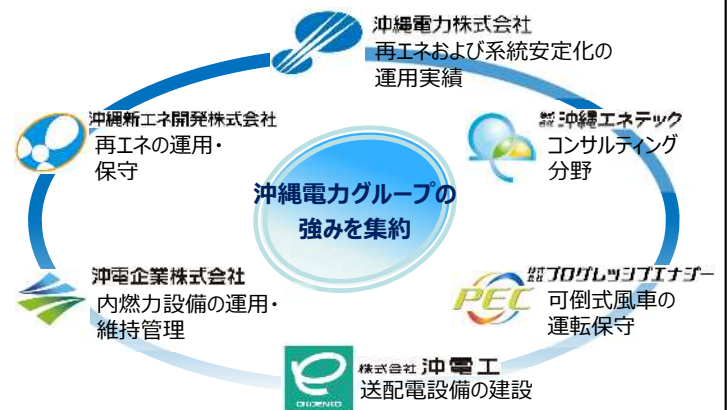 沖縄電力株式会社
再エネおよび系統安定化の
運用実績
沖縄新エネ開発株式会社
再エネの運用・
保守
株式会社 沖縄エネテック
コンサルティング
分野
沖縄電力グループの
強みを集約
沖電企業株式会社
内燃力設備の運用・
維持管理
PEC
株式会社プログレッシブエナジー
可倒式風車の
運転保守
株式会社 沖電工
送配電設備の建設